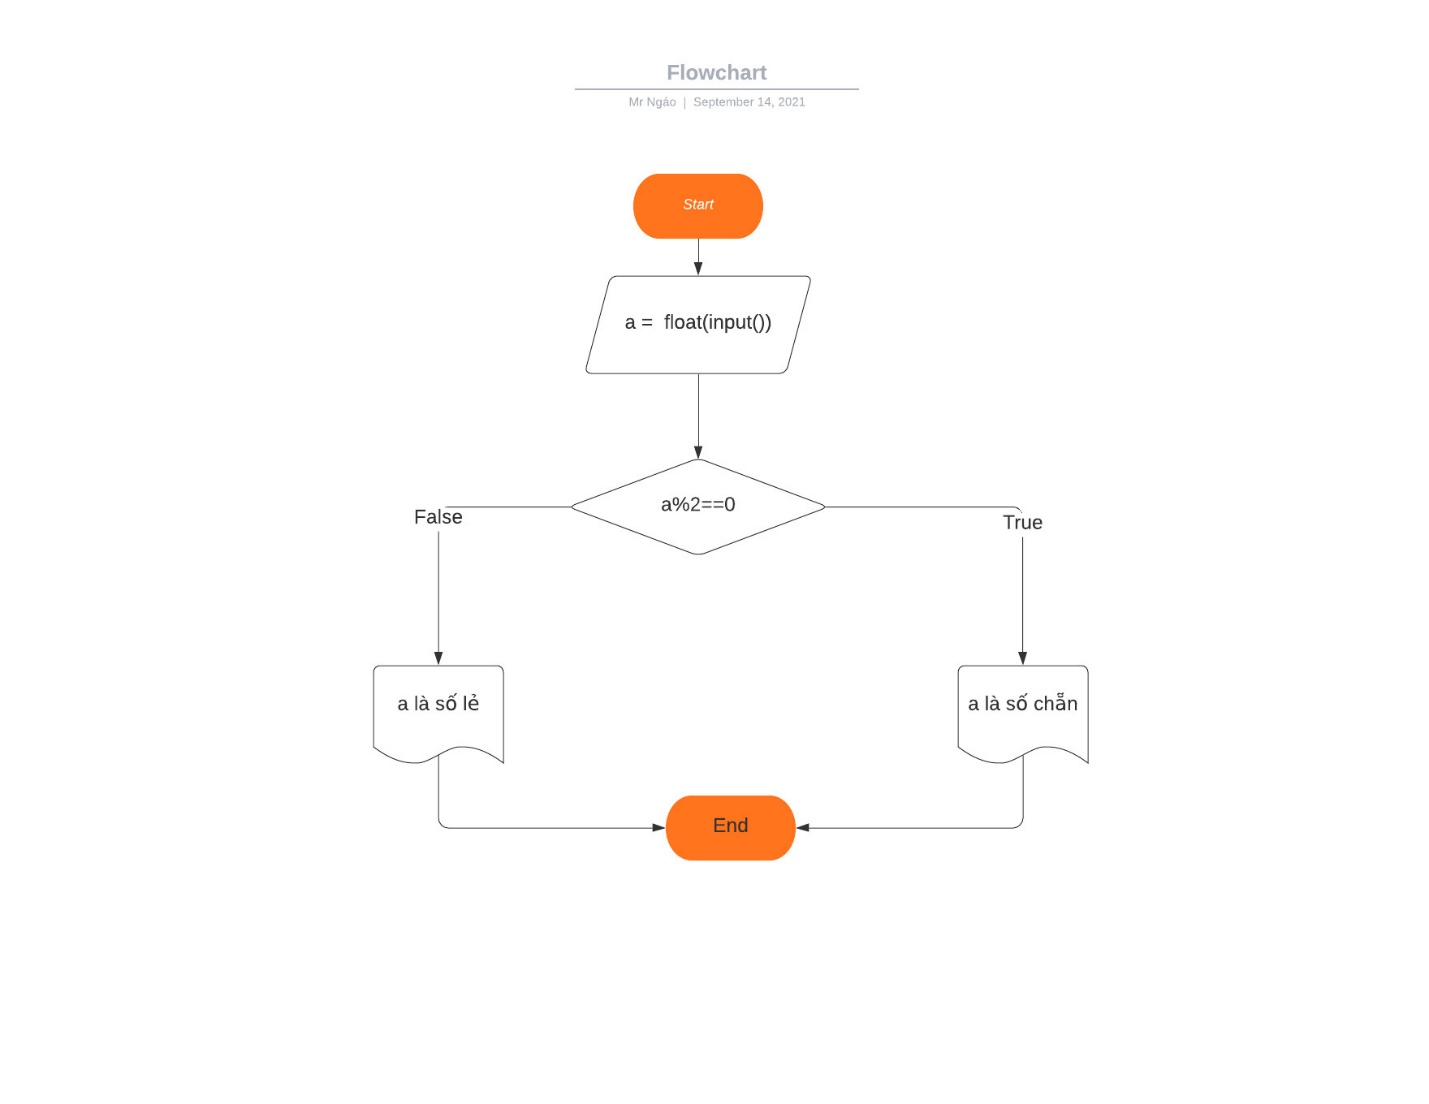 Flowchart
Mr Ngáo | September 14, 2021
Start
a = float(input())
a%2==0
False
True
a là số lẻ
a là số chẵn
End